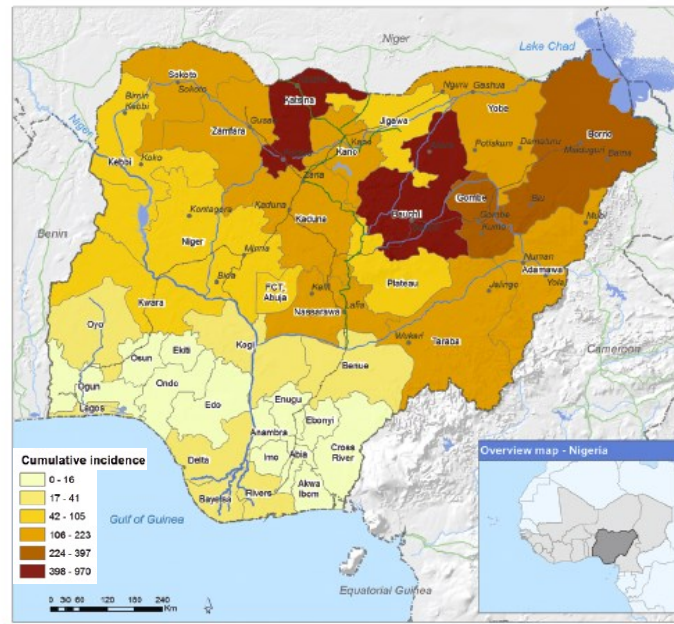 Niger
Lake Chad
Sokoto
Sokoto
Katsina
Birnin
Kebbi
Niger
Gusau
Zamfara
Jigawa
Nguru
Gashua
Yobe
Borno
Kano
Kebbi
Koko
Zaria
Potiskum
Damaturu
Maiduguri
Bama
Kontagora
Kaduna
Kaduna
Bauchi
Gombe
Gombe
Kumo
Biu
Mubi
Benin
Niger
Minna
Bida
FCT,
Abuja
Keffi
Plateau
Numan
Adamawa
Yola
Jalingo
Kwara
Nassarawa
Lafia
Oyo
Kogi
Wukari
Taraba
Benue
Cameroon
Osun
Ekiti
Ogun
Ondo
Edo
Lagos
Enugu
Anambra
Ebonyi
Cross
River
Imo
Abia
Delta
Bayelsa
Rivers
Akwa
Ibom
Gulf of Guinea
Equatorial Guinea
Cumulative incidence
0 - 16
17 - 41
42 - 105
106 - 223
224 - 397
398 - 970
0 30 60 120 180 240
Km
Overview map - Nigeria